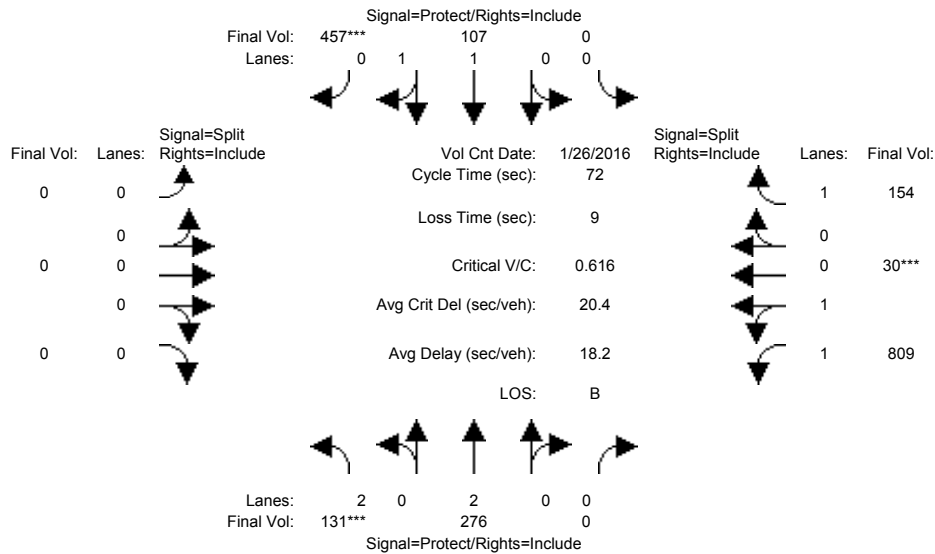 Signal=Protect/Rights=Include
Final Vol: 457*** 107 0
Lanes: 0 1 1 0 0
Signal=Split Signal=Split
Final Vol: Lanes: Rights=Include Vol Cnt Date: 1/26/2016 Rights=Include Lanes: Final Vol:
Cycle Time (sec): 72
0 0 1 154
Loss Time (sec): 9
0 0
0 0 Critical V/C: 0.616 0 30***
0 Avg Crit Del (sec/veh): 20.4 1
0 0 Avg Delay (sec/veh): 18.2 1 809
LOS: B
Lanes: 2 0 2 0 0
Final Vol: 131*** 276 0
Signal=Protect/Rights=Include